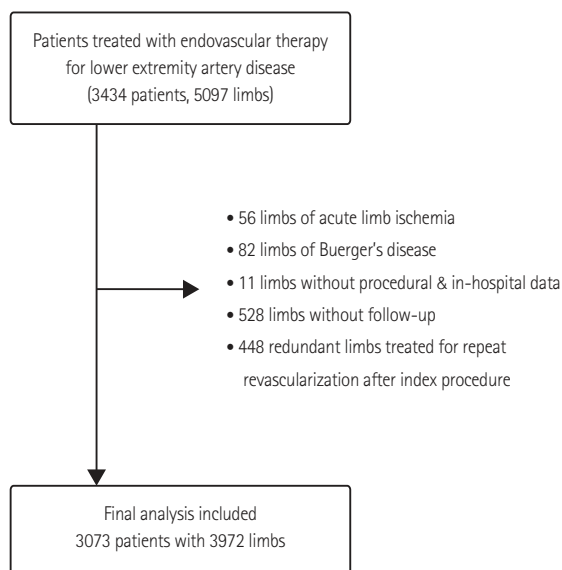 Patients treated with endovascular therapy
for lower extremity artery disease
(3434 patients, 5097 limbs)
• 56 limbs of acute limb ischemia
• 82 limbs of Buerger's disease
• 11 limbs without procedural & in-hospital data
• 528 limbs without follow-up
• 448 redundant limbs treated for repeat
revascularization after index procedure
Final analysis included
3073 patients with 3972 limbs